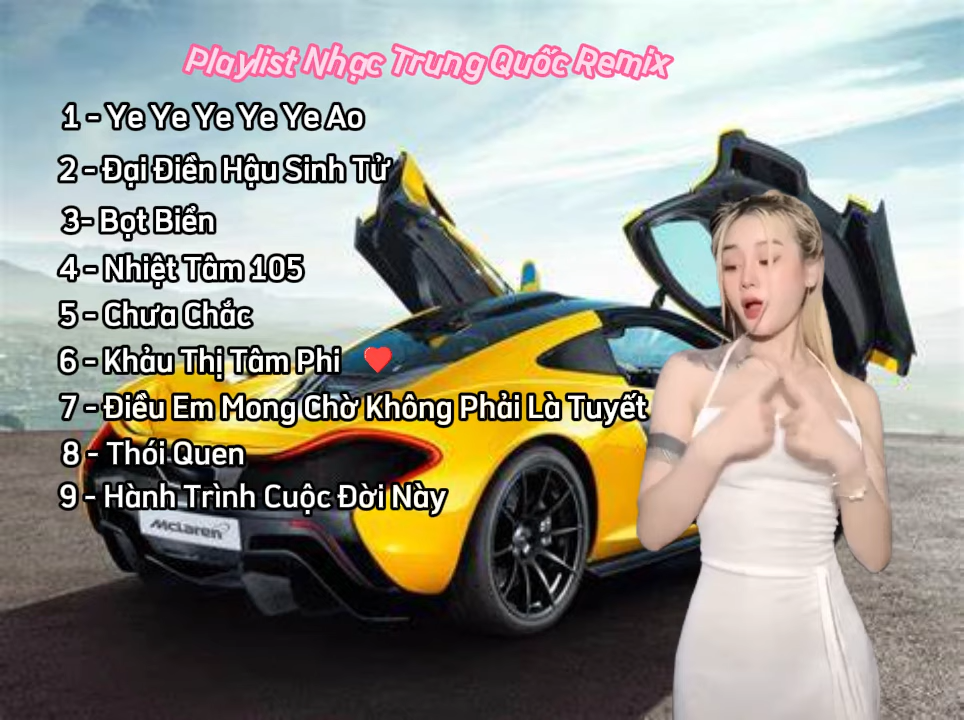 Playlist Nhạc Trung Quốc Remix
1 - Ye Ye Ye Ye Ye Ao
2 - Đại Điền Hậu Sinh Tử
3- Bọt Biển
4 - Nhiệt Tâm 105
5 - Chưa Chắc
6 - Khảu Thị Tâm Phi ♥
7 - Điều Em Mong Chờ Không Phải Là Tuyết
8 - Thói Quen
9 - Hành Trình Cuộc Đời Này
McLaren